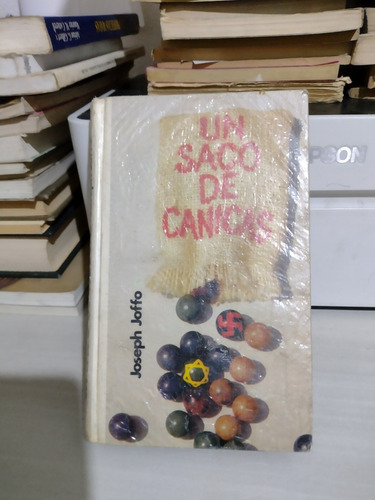 UN
SACO
DE
CANICAS
Joseph Joffo
PSON